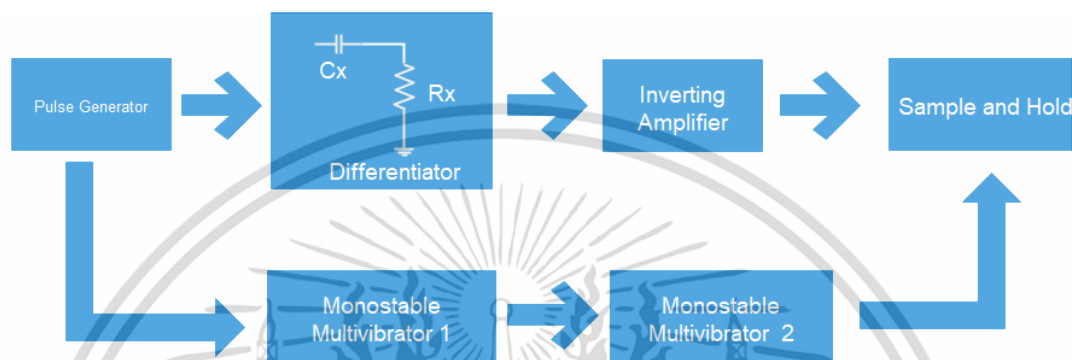 Pulse Generator
Cx
Rx
Differentiator
Inverting
Amplifier
Sample and Hold
Monostable
Multivibrator 1
Monostable
Multivibrator 2